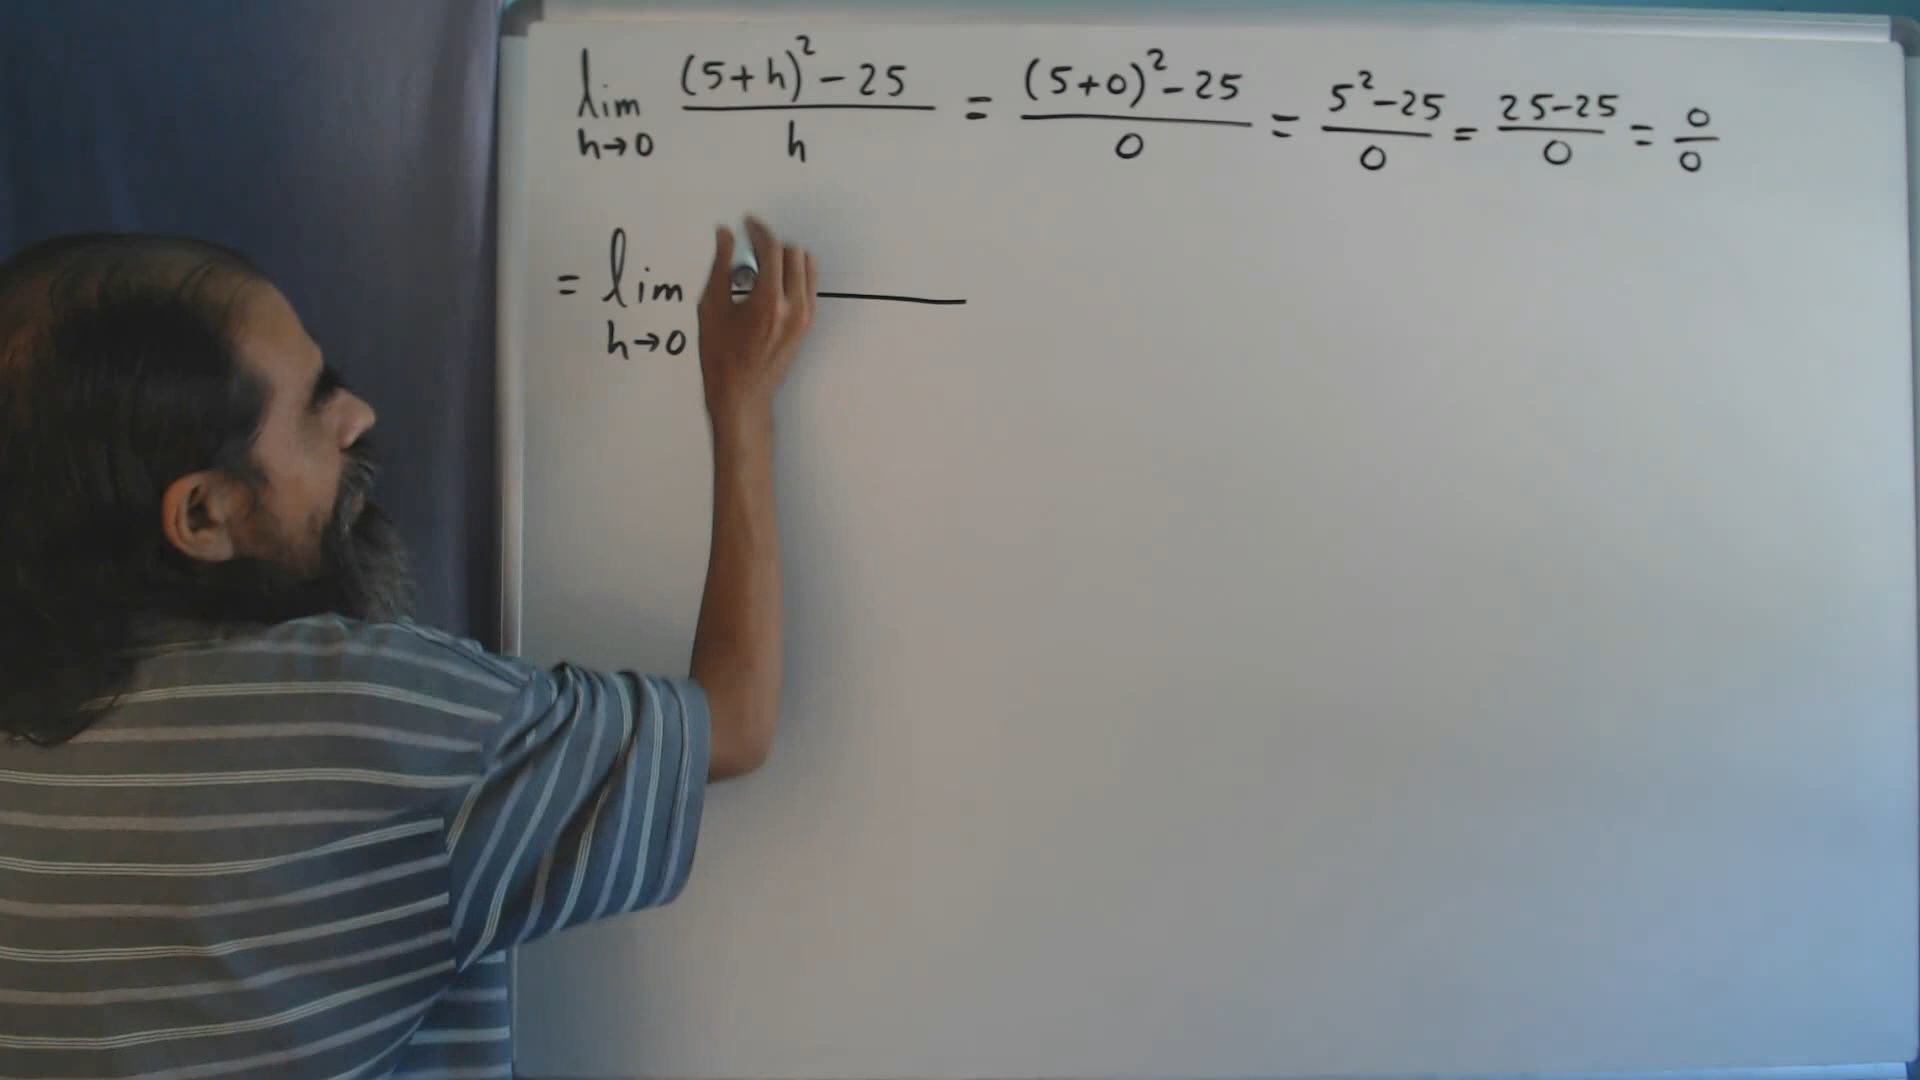 lim h→0 (5+h)²-25 / h = (5+0)²-25 / 0 = 5²-25 / 0 = 25-25 / 0 = 0 / 0
= lim h→0